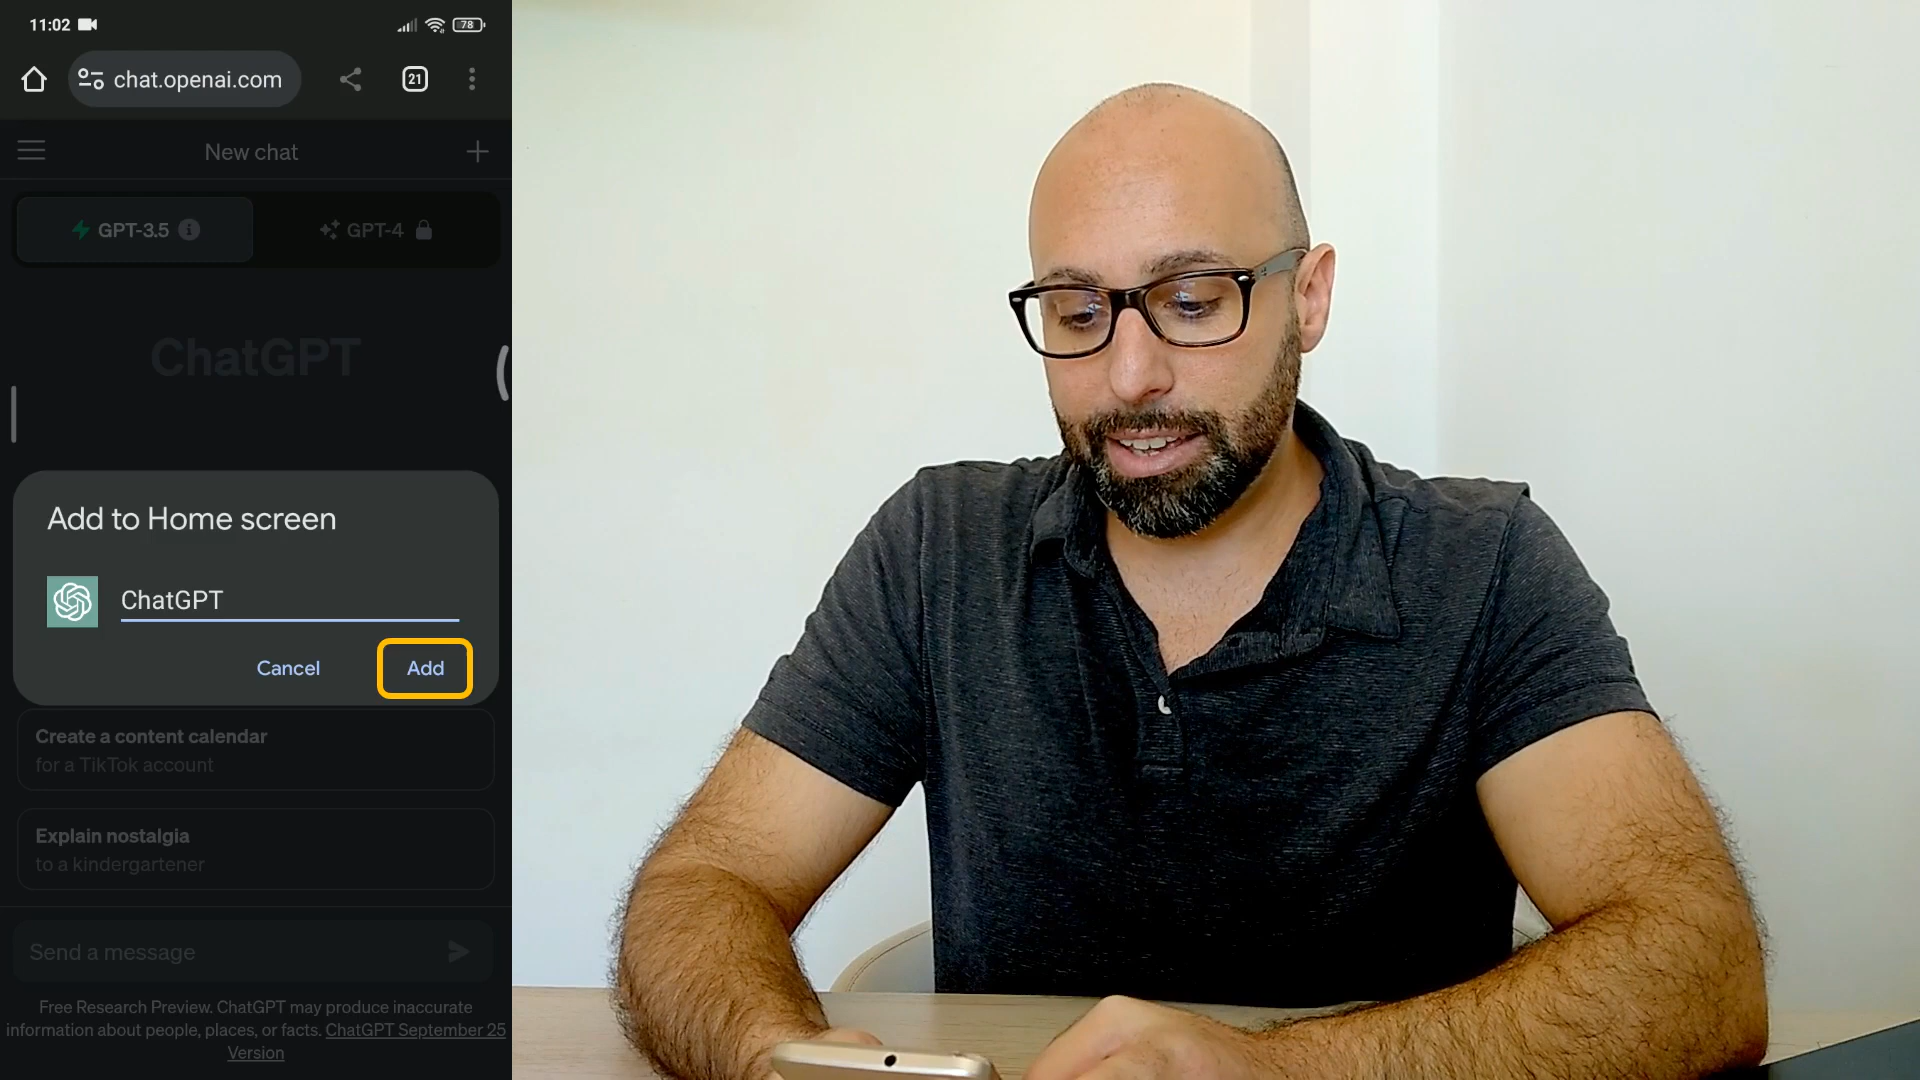 11:02
78
chat.openai.com
21
New chat
GPT-3.5
GPT-4
ChatGPT
Add to Home screen
ChatGPT
Cancel
Add
Create a content calendar
for a TikTok account
Explain nostalgia
to a kindergartener
Send a message
Free Research Preview. ChatGPT may produce inaccurate
information about people, places, or facts. ChatGPT September 25
Version